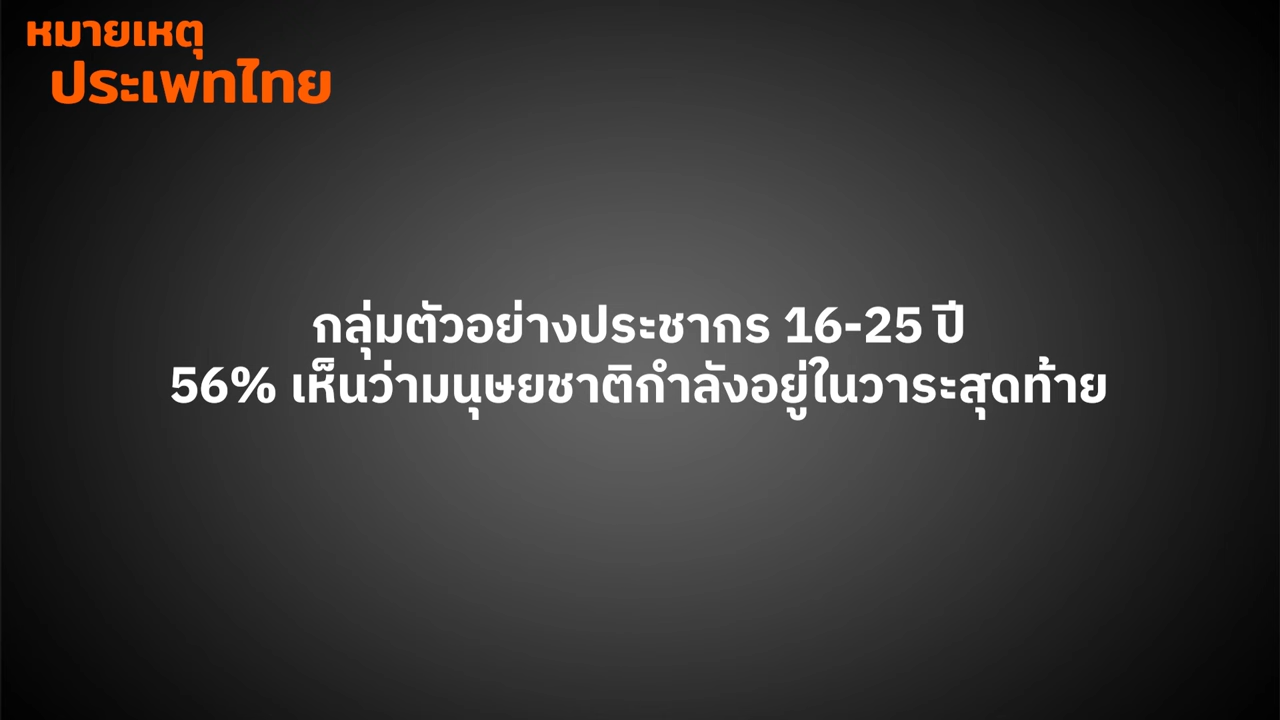 หมายเหตุ
ประเพทไทย
กลุ่มตัวอย่างประชากร 16-25 ปี
56% เห็นว่ามนุษยชาติกำลังอยู่ในวาระสุดท้าย